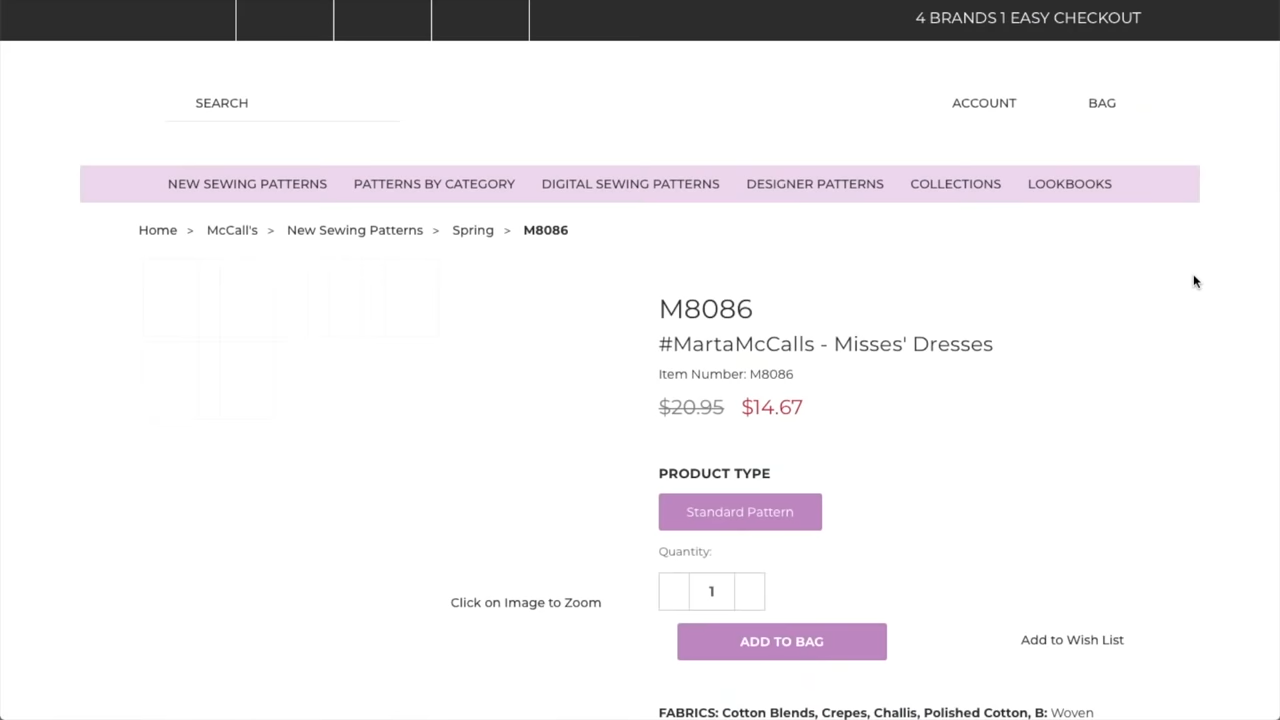 4 BRANDS 1 EASY CHECKOUT
SEARCH
ACCOUNT
BAG
NEW SEWING PATTERNS PATTERNS BY CATEGORY DIGITAL SEWING PATTERNS DESIGNER PATTERNS COLLECTIONS LOOKBOOKS
Home > McCall's > New Sewing Patterns > Spring > M8086
M8086
#MartaMcCalls - Misses' Dresses
Item Number: M8086
$20.95 $14.67
PRODUCT TYPE
Standard Pattern
Quantity:
1
Click on Image to Zoom
ADD TO BAG
Add to Wish List
FABRICS: Cotton Blends, Crepes, Challis, Polished Cotton, B: Woven